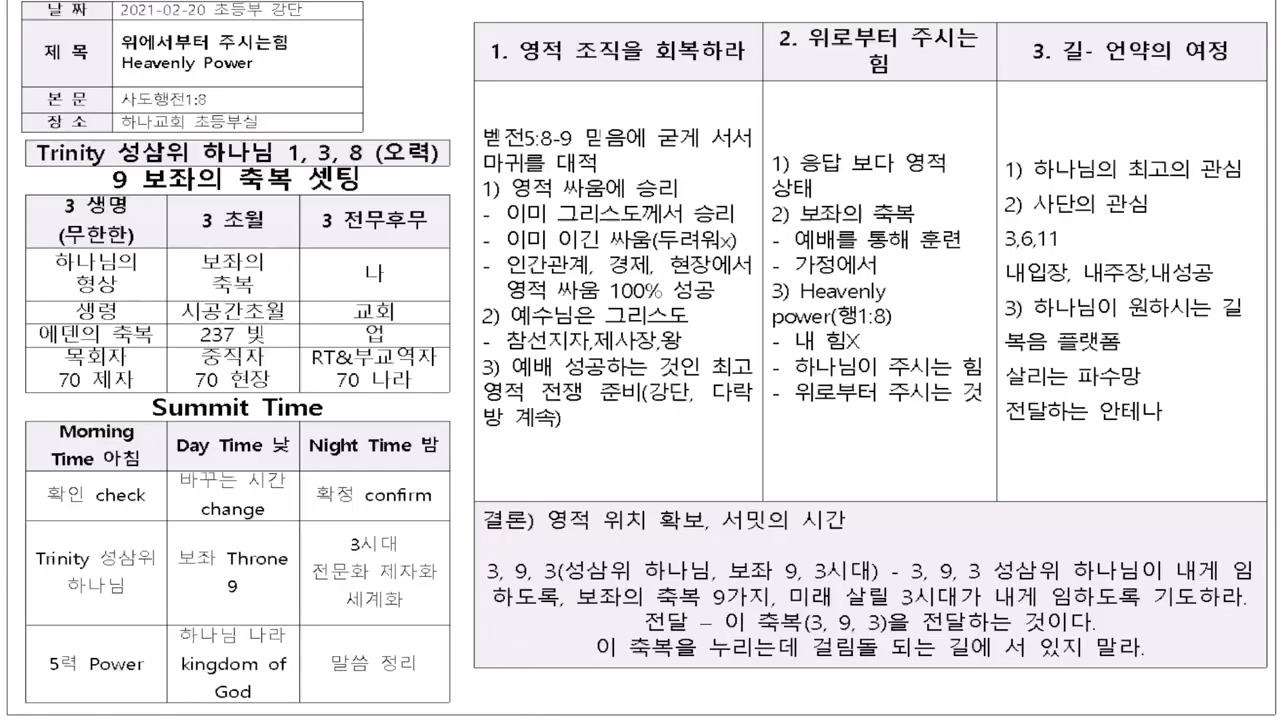 날 짜 2021-02-20 초등부 강단
제 목 위에서부터 주시는힘
Heavenly Power
본 문 사도행전1:8
장 소 하나교회 초등부실
Trinity 성삼위 하나님 1, 3, 8 (오력)
9 보좌의 축복 셋팅
3 생명
(무한한)
3 초월
3 전무후무
하나님의
형상
보좌의
축복
나
생령 시공간초월 교회
에덴의 축복 237 빛 업
목회자 중직자 RT&부교역자
70 제자 70 현장 70 나라
Summit Time
Morning
Time 아침
Day Time 낮
Night Time 밤
확인 check
바꾸는 시간
change
확정 confirm
Trinity 성삼위
하나님
보좌 Throne
9
3시대
전문화 제자화
세계화
5력 Power
하나님 나라
kingdom of
God
말씀 정리
1. 영적 조직을 회복하라
2. 위로부터 주시는
힘
3. 길- 언약의 여정
벧전5:8-9 믿음에 굳게 서서
마귀를 대적
1) 영적 싸움에 승리
- 이미 그리스도께서 승리
- 이미 이긴 싸움(두려워x)
- 인간관계, 경제, 현장에서
영적 싸움 100% 성공
2) 예수님은 그리스도
- 참선지자,제사장,왕
3) 예배 성공하는 것인 최고
영적 전쟁 준비(강단, 다락
방 계속)
1) 응답 보다 영적
상태
2) 보좌의 축복
- 예배를 통해 훈련
- 가정에서
3) Heavenly
power(행1:8)
- 내 힘X
- 하나님이 주시는 힘
- 위로부터 주시는 것
1) 하나님의 최고의 관심
2) 사단의 관심
3,6,11
내입장, 내주장,내성공
3) 하나님이 원하시는 길
복음 플랫폼
살리는 파수망
전달하는 안테나
결론) 영적 위치 확보, 서밋의 시간
3, 9, 3(성삼위 하나님, 보좌 9, 3시대) - 3, 9, 3 성삼위 하나님이 내게 임
하도록, 보좌의 축복 9가지, 미래 살릴 3시대가 내게 임하도록 기도하라.
전달 – 이 축복(3, 9, 3)을 전달하는 것이다.
이 축복을 누리는데 걸림돌 되는 길에 서 있지 말라.